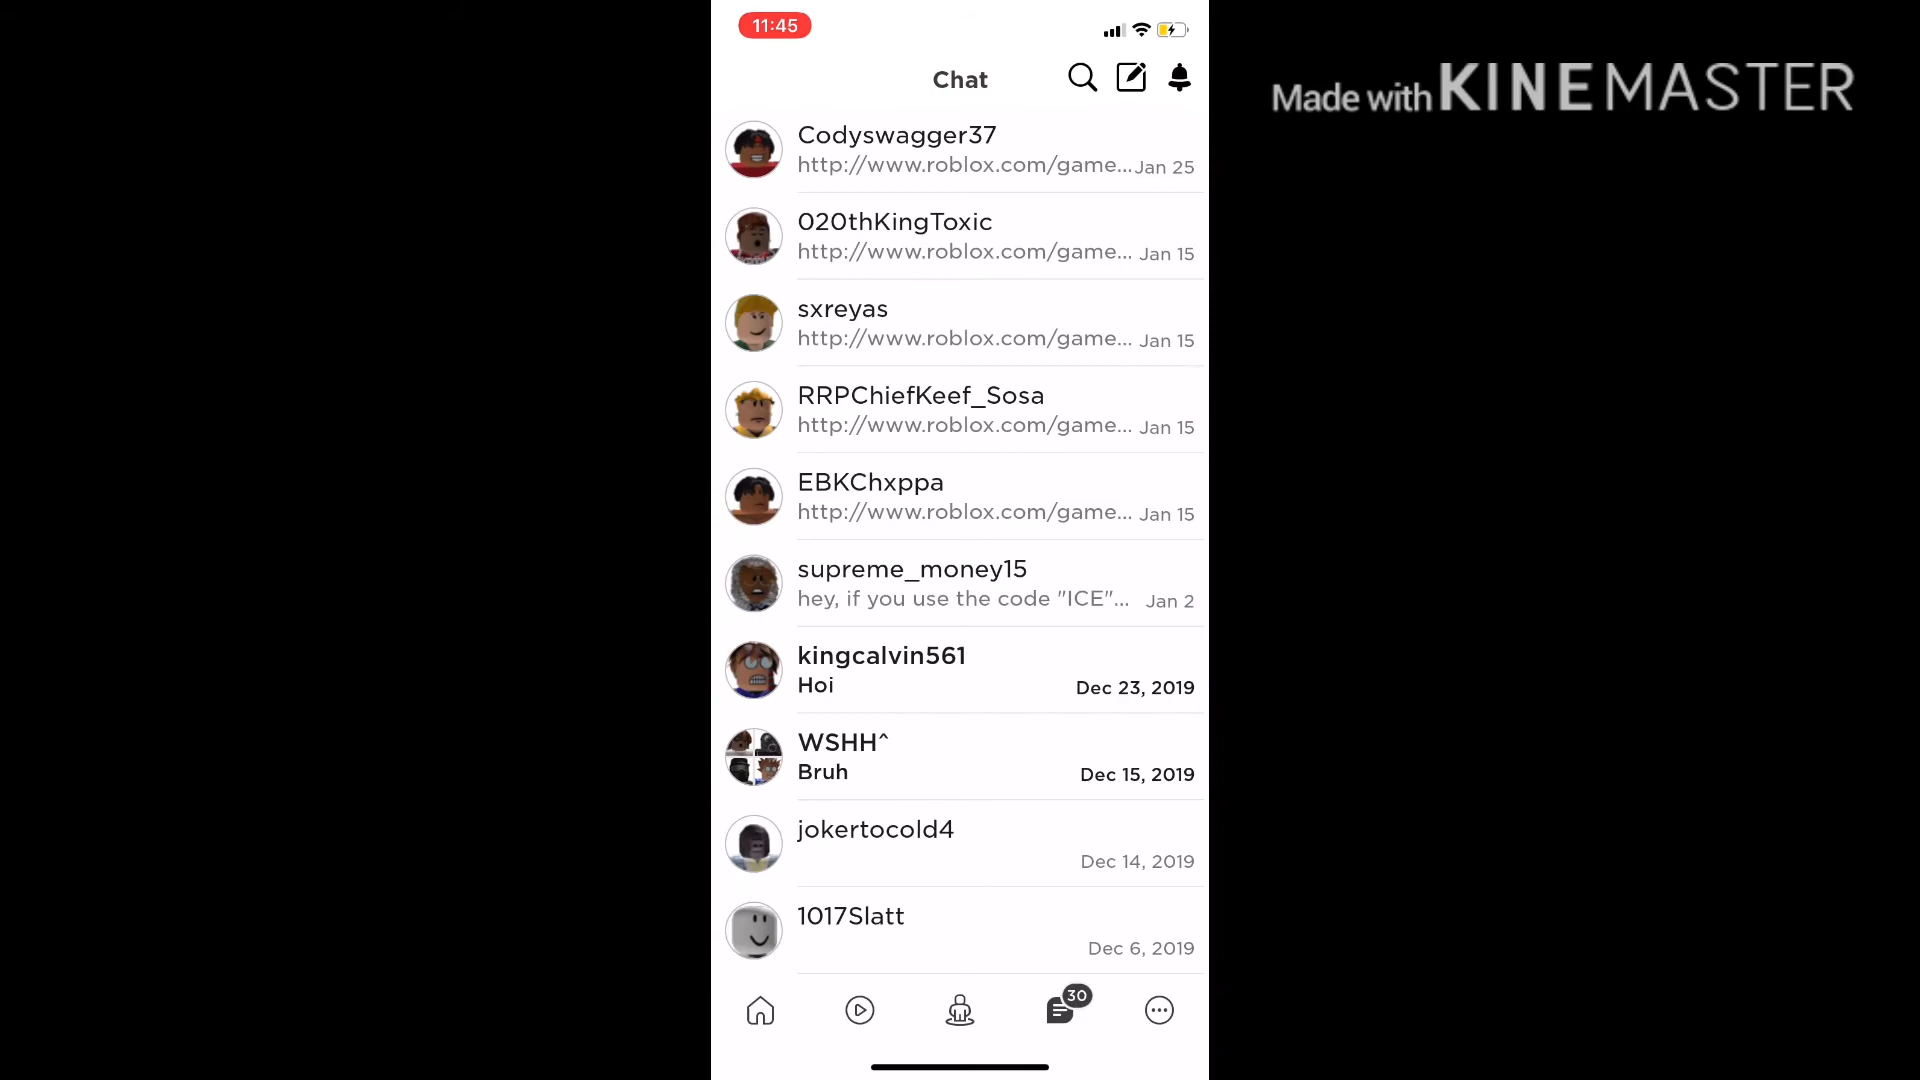 11:45
Chat
Made with KINEMASTER
Codyswagger37
http://www.roblox.com/game... Jan 25
020thKingToxic
http://www.roblox.com/game... Jan 15
sxreyas
http://www.roblox.com/game... Jan 15
RRPChiefKeef_Sosa
http://www.roblox.com/game... Jan 15
EBKChxppa
http://www.roblox.com/game... Jan 15
supreme_money15
hey, if you use the code "ICE"... Jan 2
kingcalvin561
Hoi Dec 23, 2019
WSHH^
Bruh Dec 15, 2019
jokertocold4
Dec 14, 2019
1017Slatt
Dec 6, 2019
30